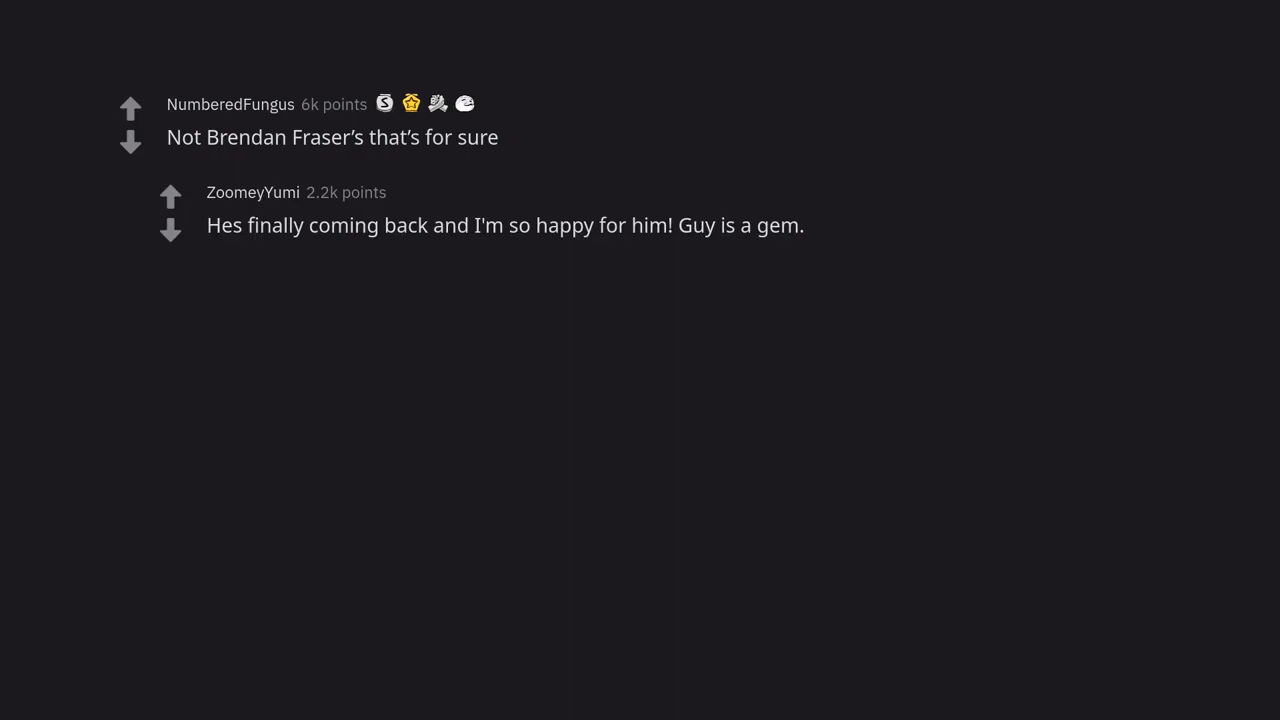 NumberedFungus 6k points
Not Brendan Fraser’s that’s for sure
ZoomeyYumi 2.2k points
Hes finally coming back and I'm so happy for him! Guy is a gem.